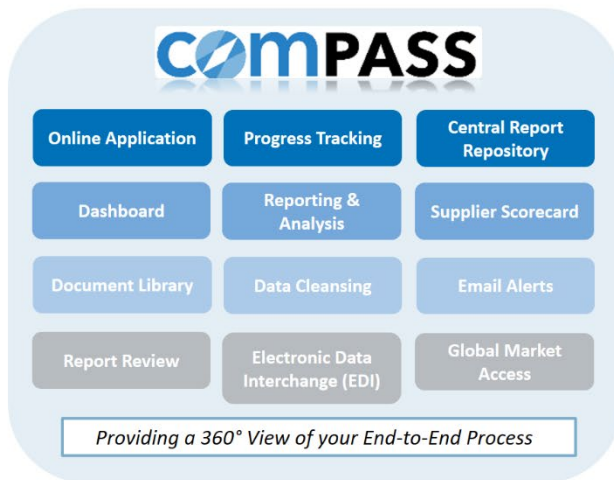 COMPASS
Online Application
Progress Tracking
Central Report
Repository
Dashboard
Reporting &
Analysis
Supplier Scorecard
Document Library
Data Cleansing
Email Alerts
Report Review
Electronic Data
Interchange (EDI)
Global Market
Access
Providing a 360° View of your End-to-End Process